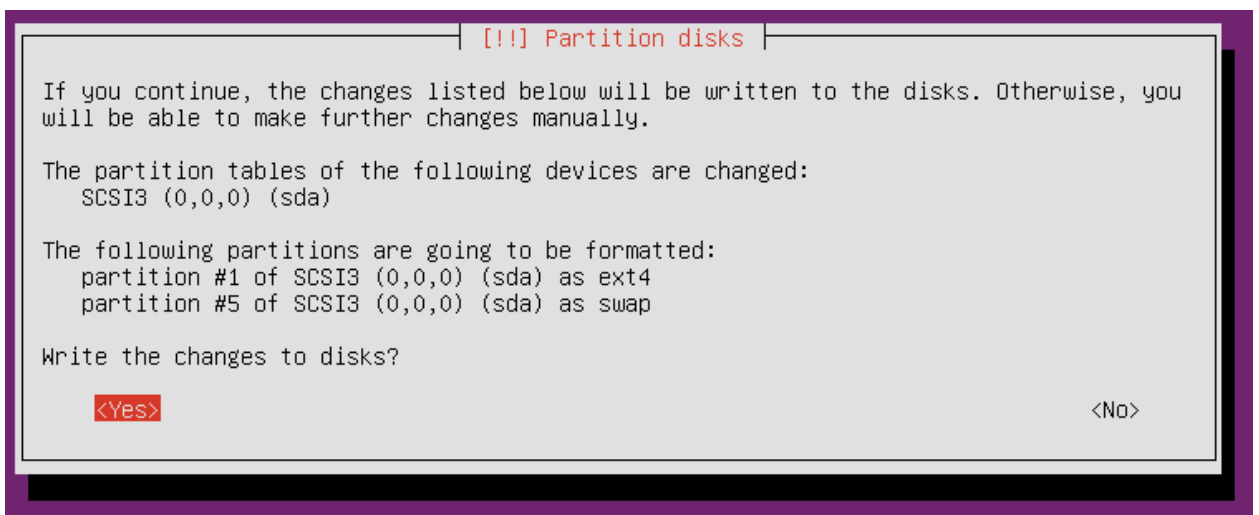 [!!] Partition disks
If you continue, the changes listed below will be written to the disks. Otherwise, you
will be able to make further changes manually.
The partition tables of the following devices are changed:
SCSI3 (0,0,0) (sda)
The following partitions are going to be formatted:
partition #1 of SCSI3 (0,0,0) (sda) as ext4
partition #5 of SCSI3 (0,0,0) (sda) as swap
Write the changes to disks?
<Yes> <No>